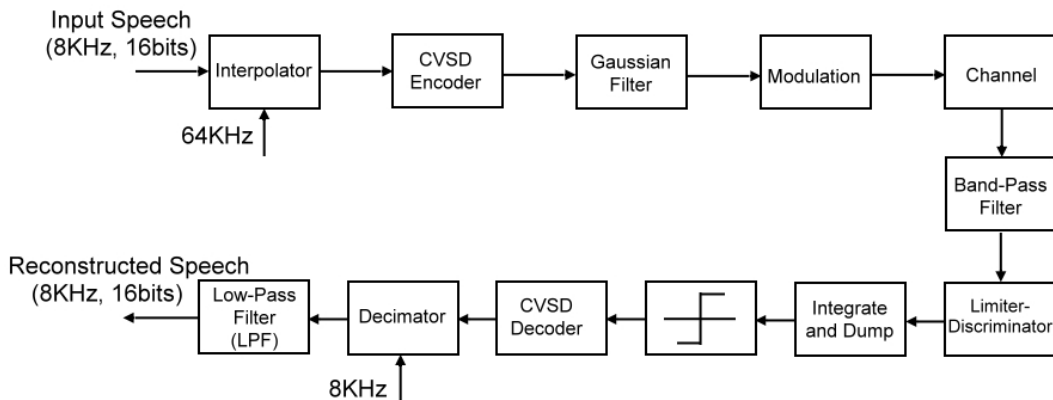 Input Speech
(8KHz, 16bits)
Interpolator
64KHz
CVSD
Encoder
Gaussian
Filter
Modulation
Channel
Band-Pass
Filter
Limiter-
Discriminator
Integrate
and Dump
CVSD
Decoder
Decimator
8KHz
Low-Pass
Filter
(LPF)
Reconstructed Speech
(8KHz, 16bits)